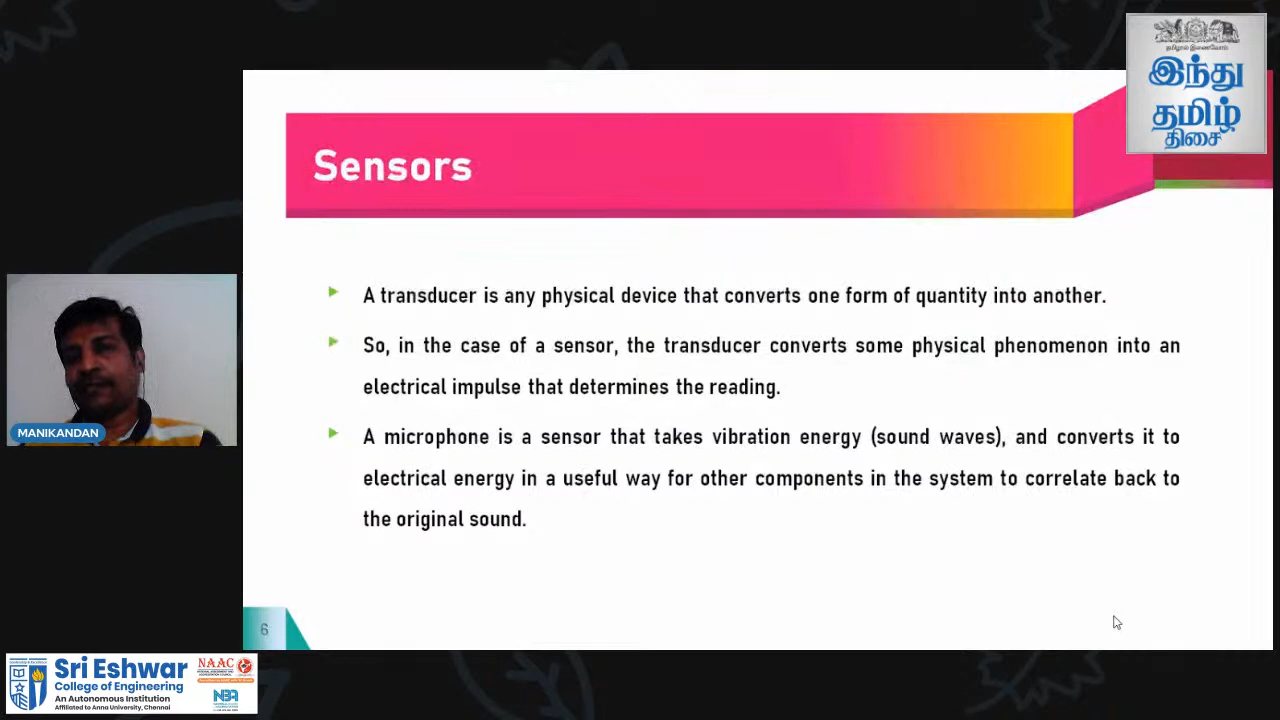 தமிழால் இணைவோம்
இந்து
தமிழ்
திசை
Sensors
A transducer is any physical device that converts one form of quantity into another.
So, in the case of a sensor, the transducer converts some physical phenomenon into an
electrical impulse that determines the reading.
A microphone is a sensor that takes vibration energy (sound waves), and converts it to
electrical energy in a useful way for other components in the system to correlate back to
the original sound.
MANIKANDAN
6
Sri Eshwar
College of Engineering
An Autonomous Institution
Affiliated to Anna University, Chennai
NAAC
NBA